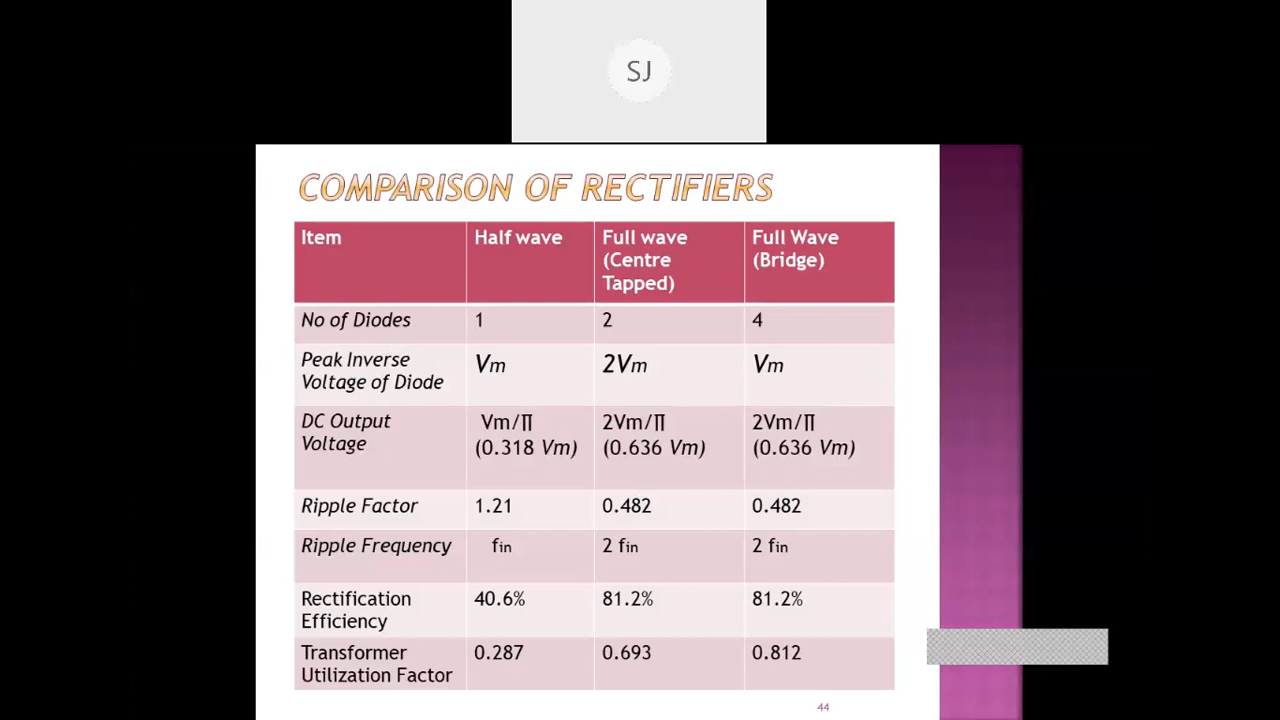 SJ
COMPARISON OF RECTIFIERS
Item
Half wave
Full wave
(Centre
Tapped)
Full Wave
(Bridge)
No of Diodes
1
2
4
Peak Inverse
Voltage of Diode
Vm
2Vm
Vm
DC Output
Voltage
Vm/∏
(0.318 Vm)
2Vm/∏
(0.636 Vm)
2Vm/∏
(0.636 Vm)
Ripple Factor
1.21
0.482
0.482
Ripple Frequency
fin
2 fin
2 fin
Rectification
Efficiency
40.6%
81.2%
81.2%
Transformer
Utilization Factor
0.287
0.693
0.812
44